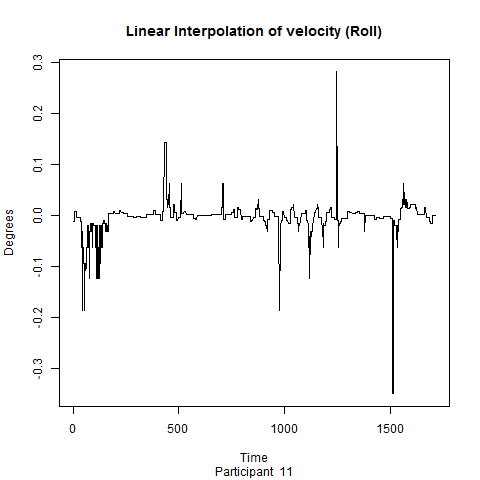 Linear Interpolation of velocity (Roll)
0.3
0.2
0.1
0.0
-0.1
-0.2
-0.3
Degrees
0 500 1000 1500
Time
Participant 11